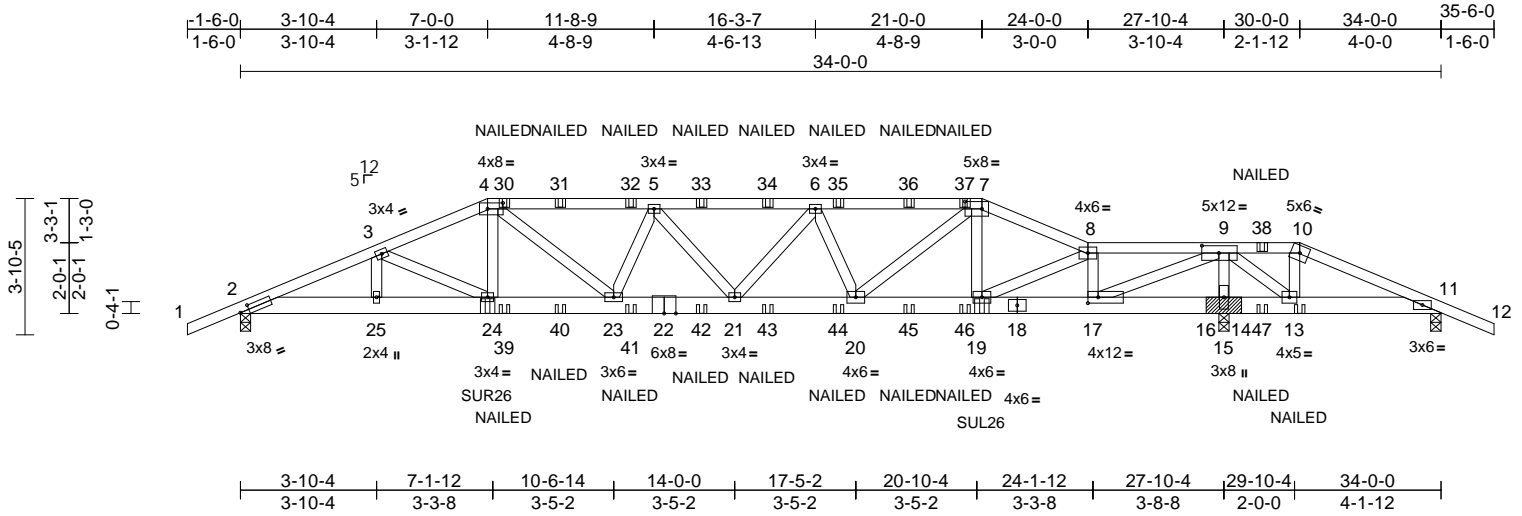 -1-6-0 3-10-4 7-0-0 11-8-9 16-3-7 21-0-0 24-0-0 27-10-4 30-0-0 34-0-0 35-6-0
1-6-0 3-10-4 3-1-12 4-8-9 4-6-13 4-8-9 3-0-0 3-10-4 2-1-12 4-0-0 1-6-0
34-0-0
NAILED NAILED NAILED NAILED NAILED NAILED NAILED NAILED
4x8 = 3x4 = 3x4 = 5x8 =
12
5
NAILED
4 30 31 32 5 33 34 6 35 36 37 7
3x4 = 4x6 = 5x12 = 5x6 =
3 8 9 38 10
3-10-5 3-3-1 1-3-0
2-0-1 2-0-1
0-4-1
1 2 11 12
25 24 40 23 22 42 21 43 44 45 46 18 17 16 14 47 13
39 41 20 19 15
3x8 = 2x4 II 3x4 = 3x6 = 6x8 = 3x4 = 4x6 = 4x6 = 4x12 = 3x8 II 4x5 = 3x6 =
NAILED NAILED NAILED
SUR26 NAILED NAILED NAILED NAILED 4x6 = NAILED
NAILED SUL26 NAILED
3-10-4 7-1-12 10-6-14 14-0-0 17-5-2 20-10-4 24-1-12 27-10-4 29-10-4 34-0-0
3-10-4 3-3-8 3-5-2 3-5-2 3-5-2 3-5-2 3-3-8 3-8-8 2-0-0 4-1-12